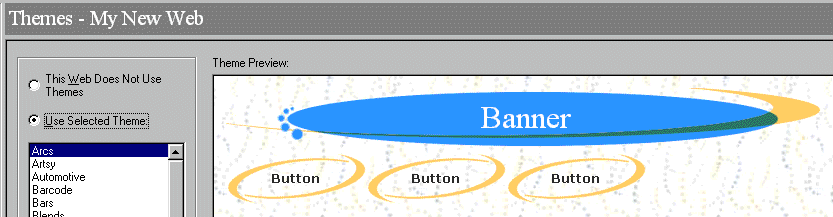 Themes - My New Web
This Web Does Not Use
Themes
Use Selected Theme:
Arcs
Artsy
Automotive
Barcode
Bars
Blends
Theme Preview:
Banner
Button Button Button